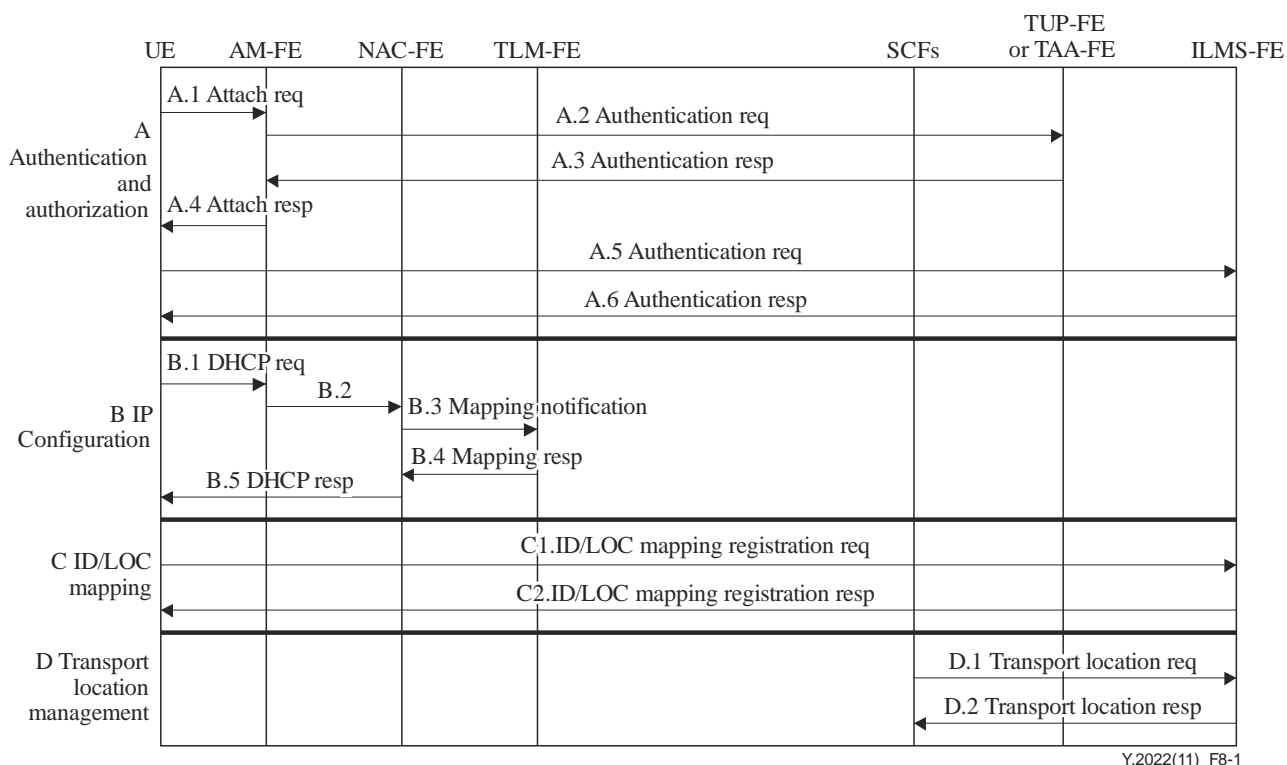 TUP-FE
UE AM-FE NAC-FE TLM-FE SCFs or TAA-FE ILMS-FE
A.1 Attach req
A
Authentication
and
authorization
A.2 Authentication req
A.3 Authentication resp
A.4 Attach resp
A.5 Authentication req
A.6 Authentication resp
B.1 DHCP req
B.2
B IP
Configuration
B.3 Mapping notification
B.4 Mapping resp
B.5 DHCP resp
C ID/LOC
mapping
C1.ID/LOC mapping registration req
C2.ID/LOC mapping registration resp
D Transport
location
management
D.1 Transport location req
D.2 Transport location resp
Y.2022(11)_F8-1